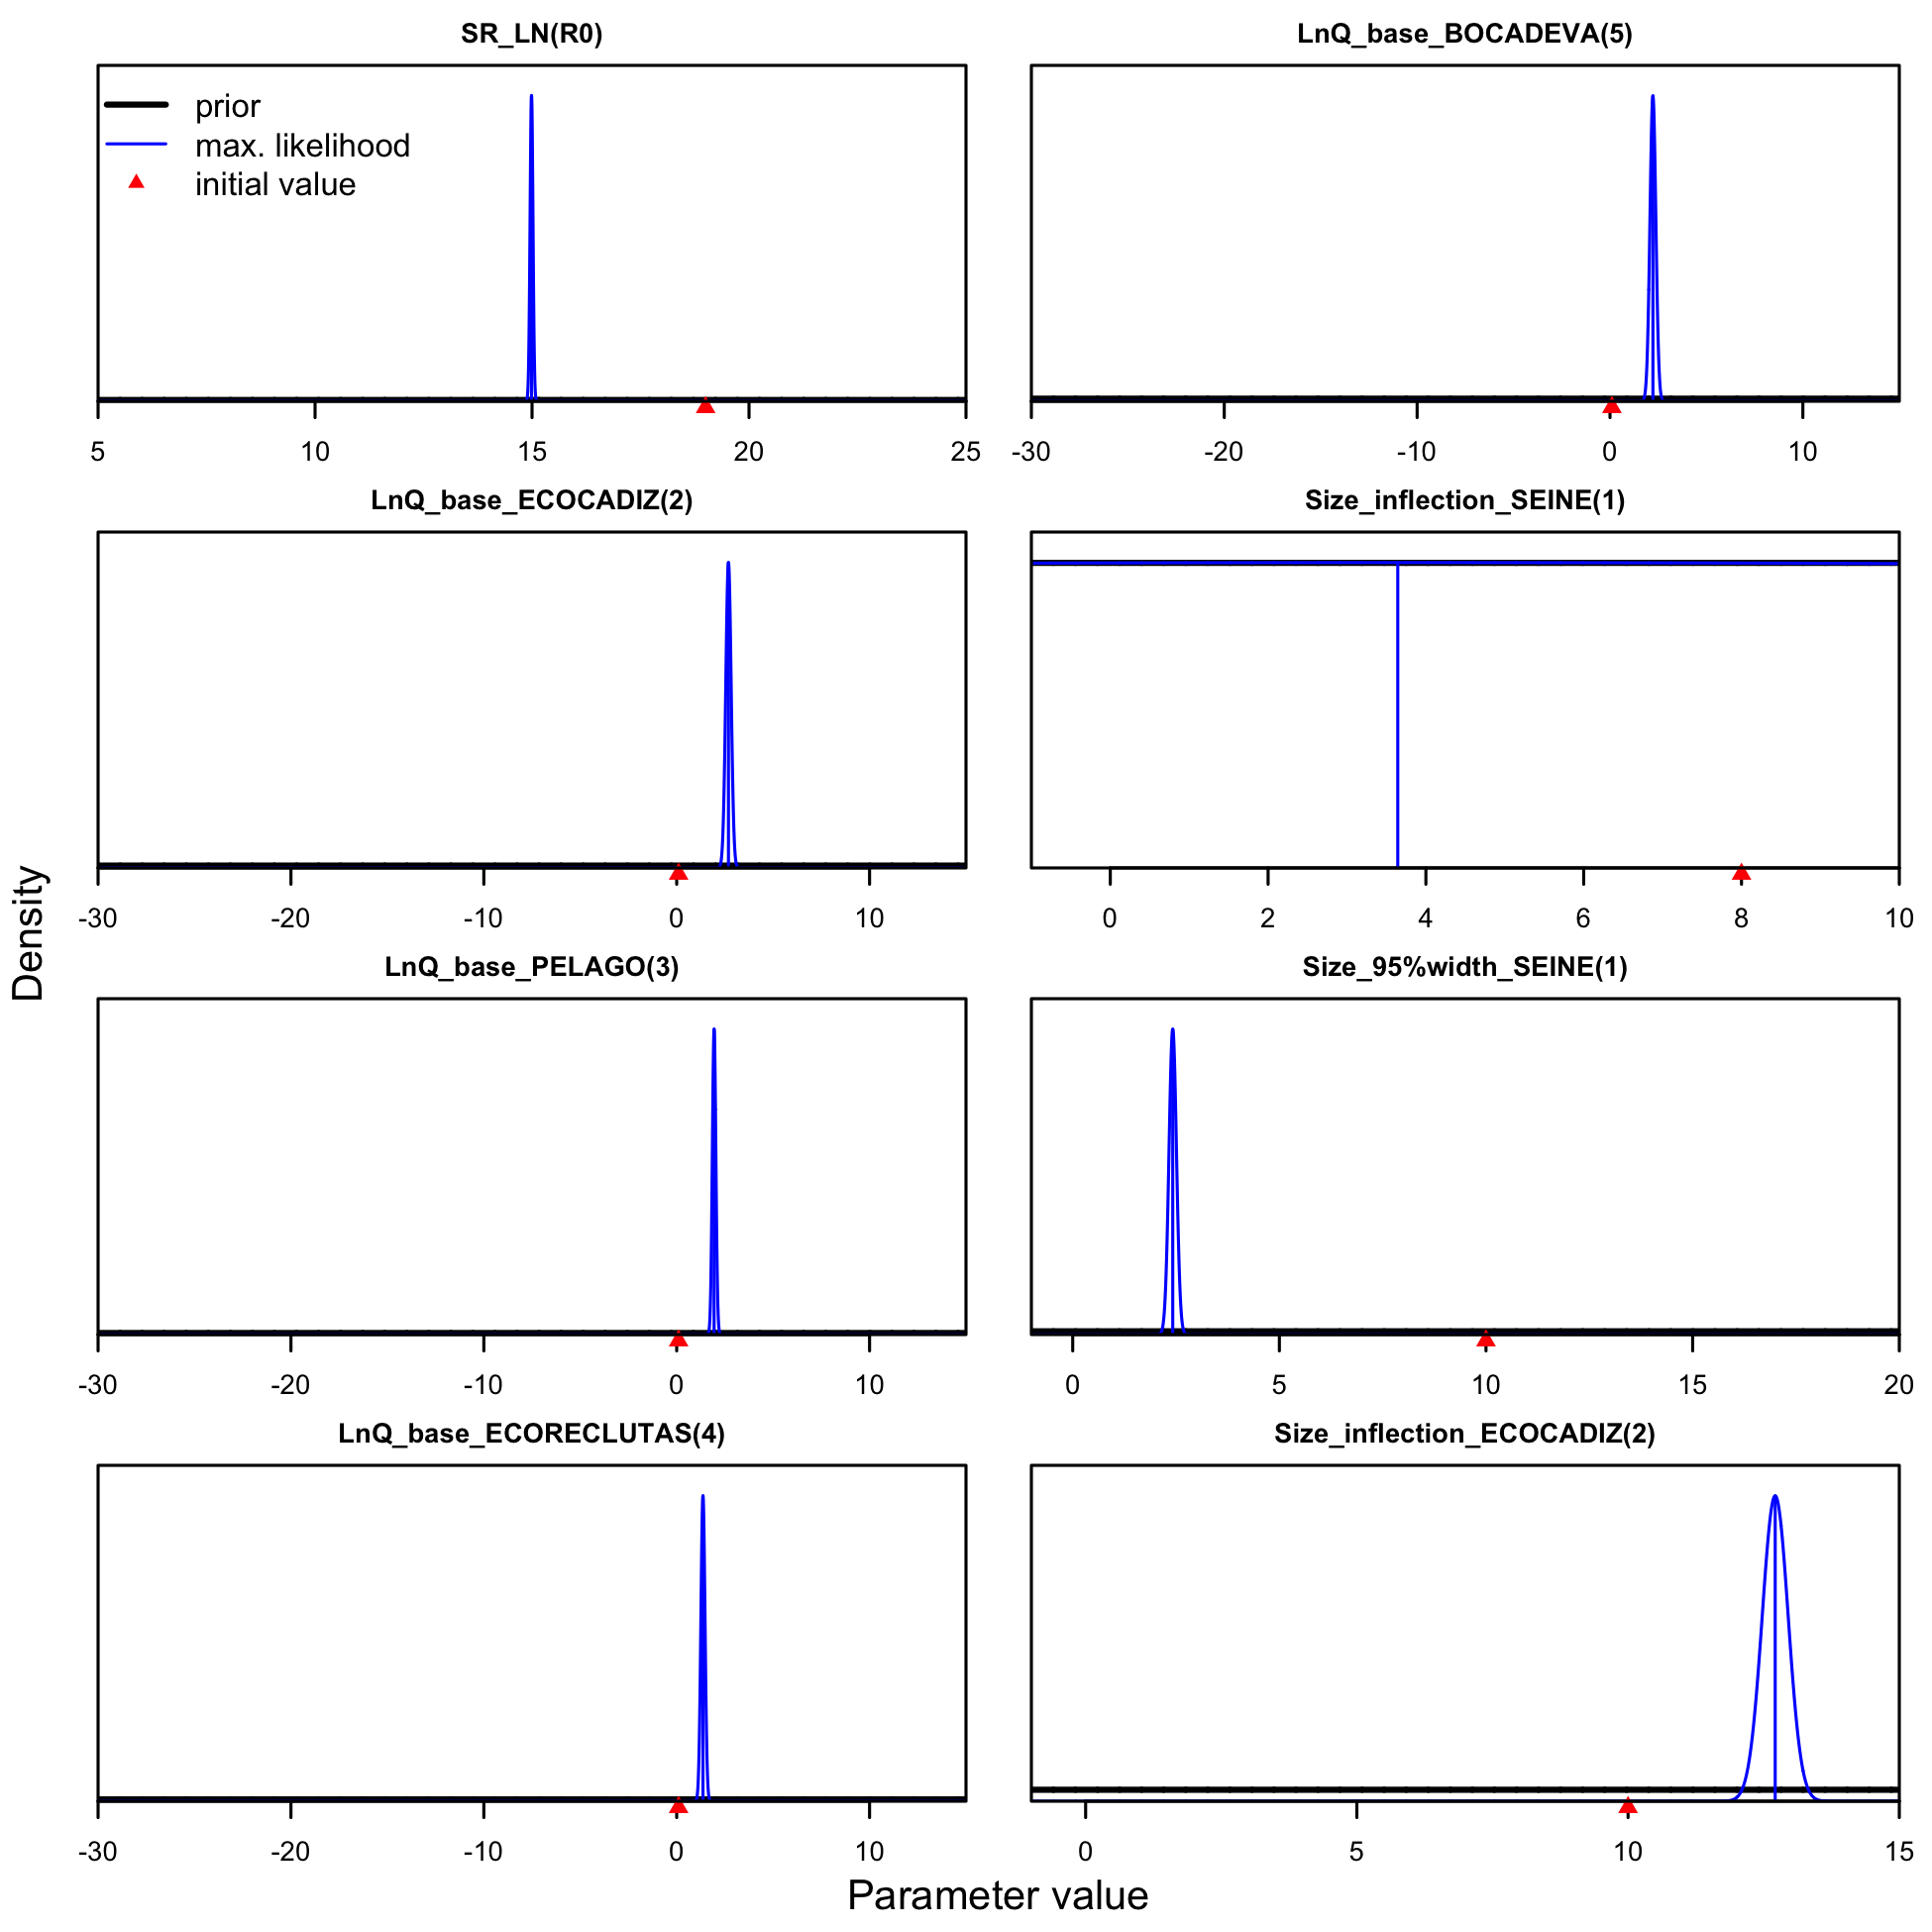 SR_LN(R0)
prior
max. likelihood
initial value
5 10 15 20 25
LnQ_base_BOCADEVA(5)
-30 -20 -10 0 10
LnQ_base_ECOCADIZ(2)
-30 -20 -10 0 10
Size_inflection_SEINE(1)
0 2 4 6 8 10
Density
LnQ_base_PELAGO(3)
-30 -20 -10 0 10
Size_95%width_SEINE(1)
0 5 10 15 20
LnQ_base_ECORECLUTAS(4)
-30 -20 -10 0 10
Size_inflection_ECOCADIZ(2)
0 5 10 15
Parameter value